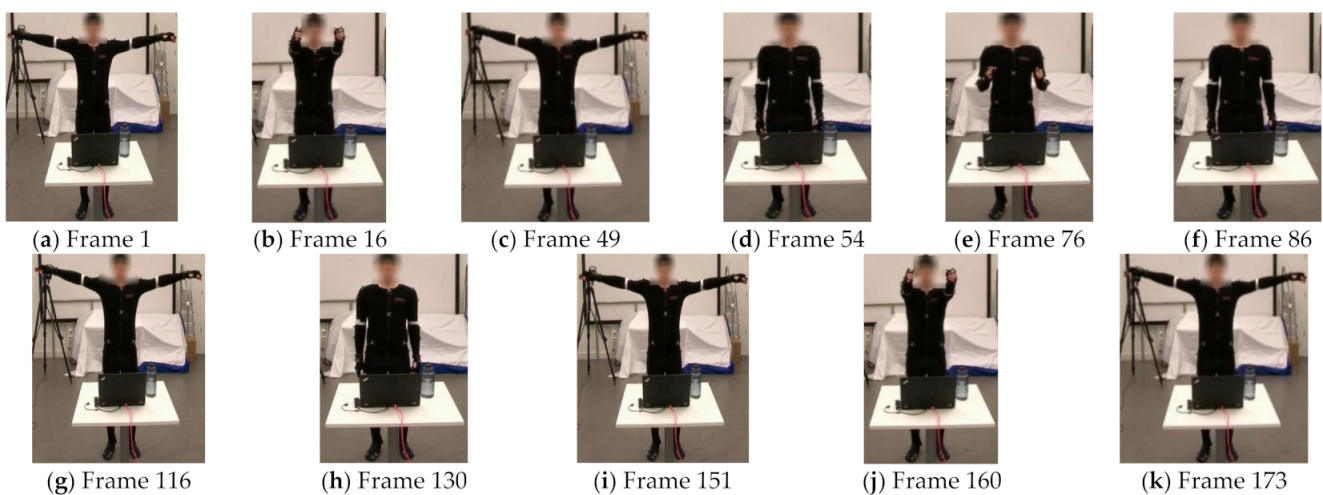 (a) Frame 1
(b) Frame 16
(c) Frame 49
(d) Frame 54
(e) Frame 76
(f) Frame 86
(g) Frame 116
(h) Frame 130
(i) Frame 151
(j) Frame 160
(k) Frame 173